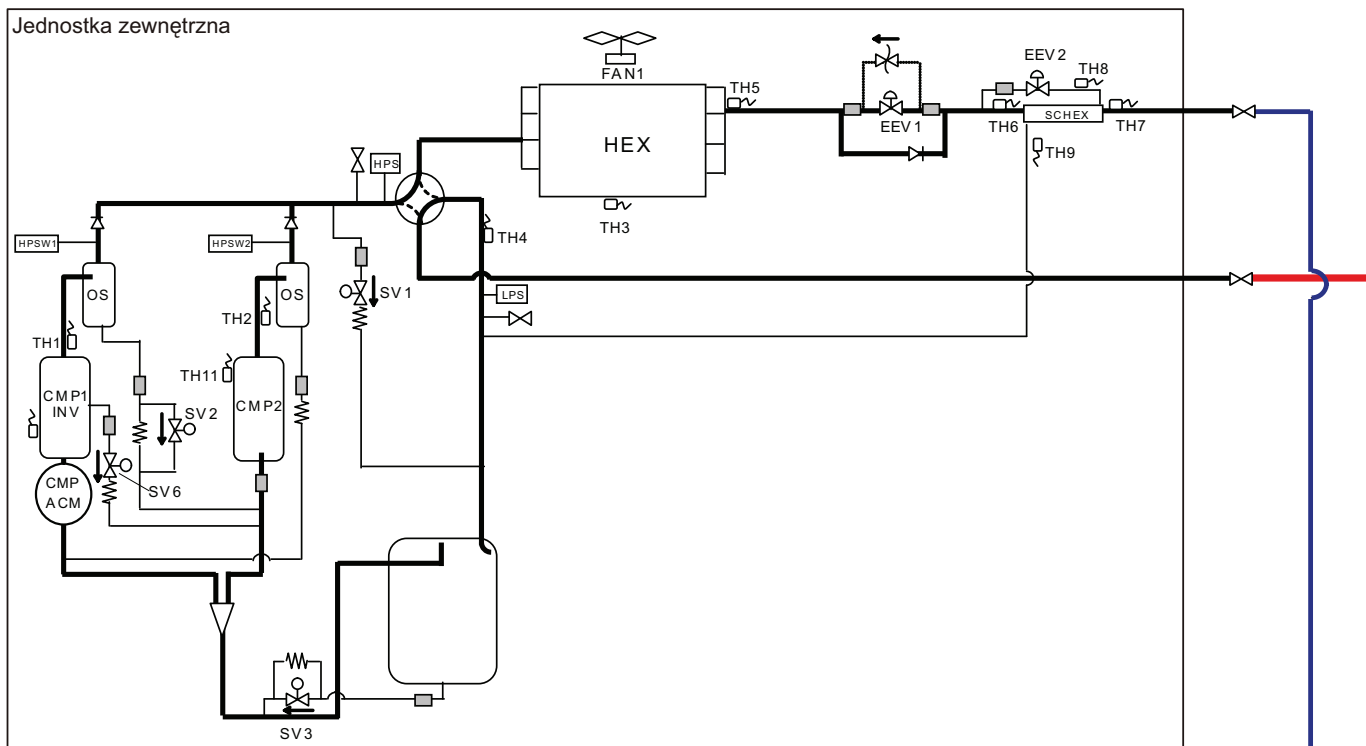 Jednostka zewnętrzna
FAN1
HEX
TH3
TH5
EEV1
EEV2
TH8
TH6
SCHEX
TH7
TH9
HPS
TH4
HPSW1
HPSW2
OS
OS
SV1
LPS
TH1
TH2
TH11
CMP1
INV
CMP2
SV2
SV6
CMP
ACM
SV3